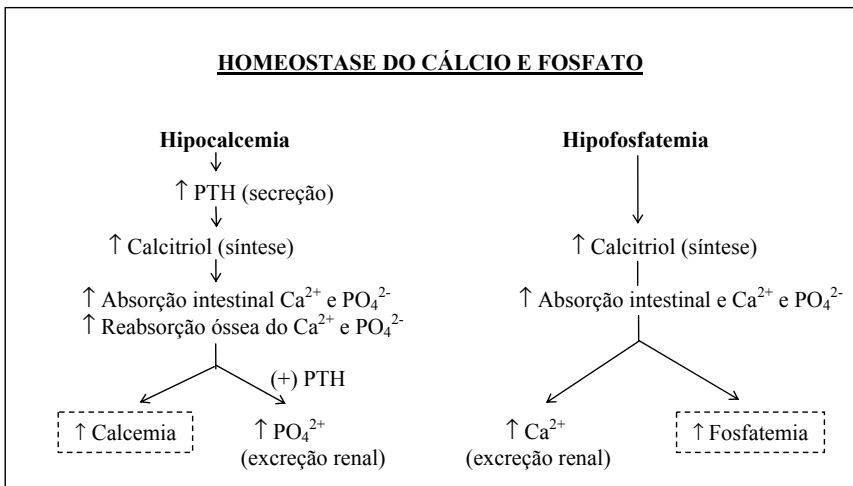 HOMEOSTASE DO CÁLCIO E FOSFATO
Hipocalcemia
↑ PTH (secreção)
↑ Calcitriol (síntese)
↑ Absorção intestinal Ca²⁺ e PO₄²⁻
↑ Reabsorção óssea do Ca²⁺ e PO₄²⁻
(+) PTH
↑ Calcemia
↑ PO₄²⁺
(excreção renal)
Hipofosfatemia
↑ Calcitriol (síntese)
↑ Absorção intestinal e Ca²⁺ e PO₄²⁻
↑ Ca²⁺
(excreção renal)
↑ Fosfatemia